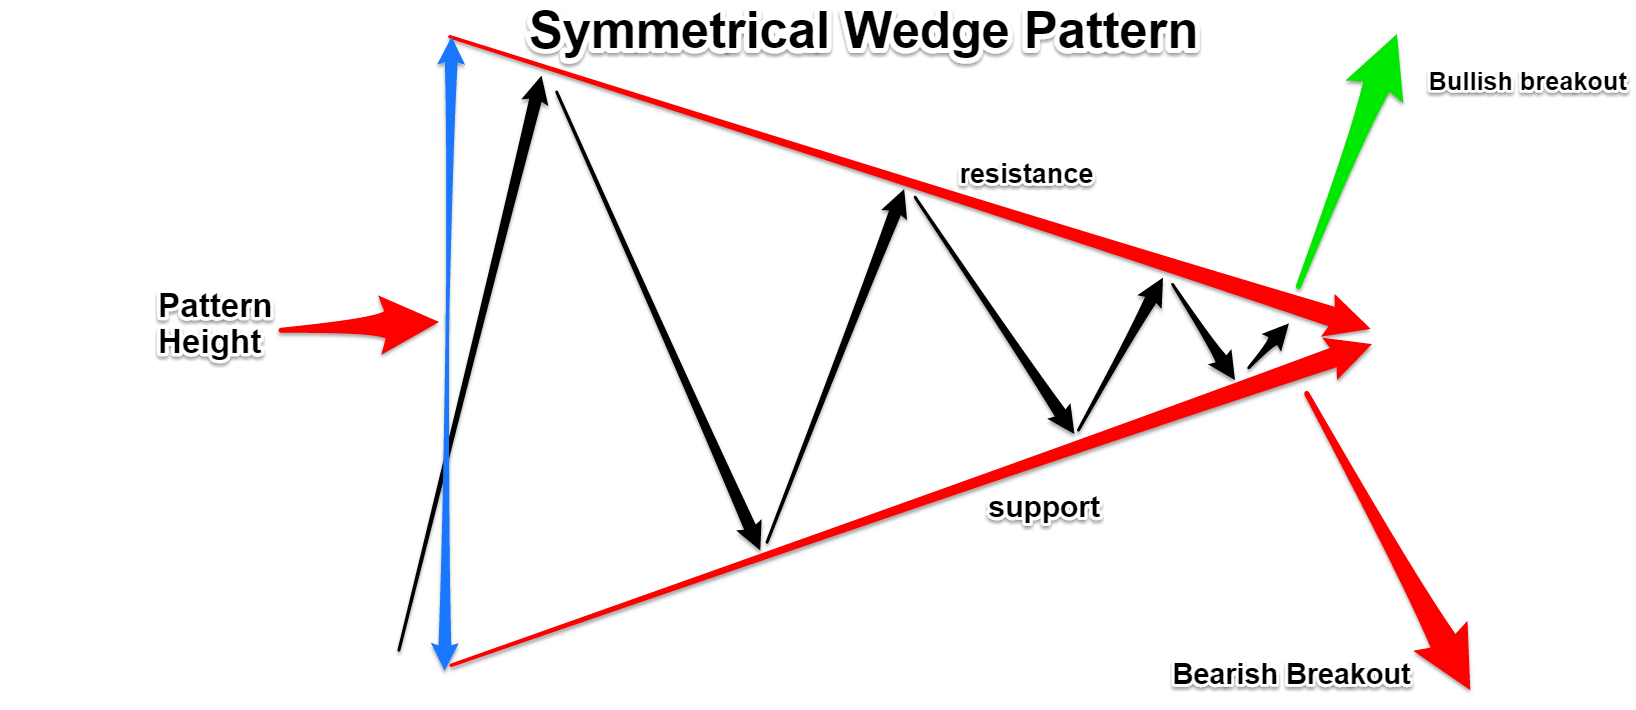 Symmetrical Wedge Pattern
Bullish breakout
resistance
Pattern
Height
support
Bearish Breakout